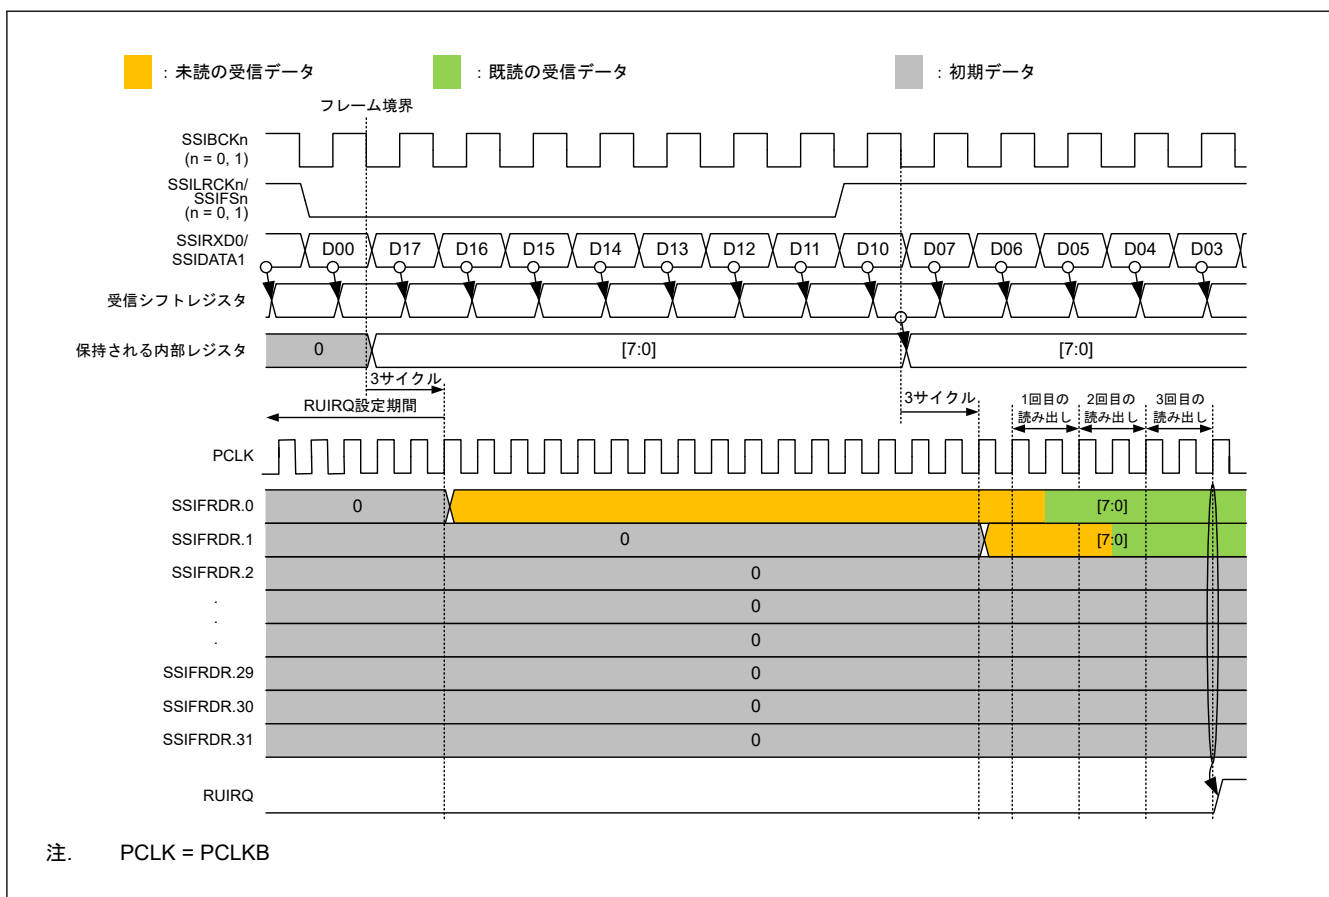 : 未読の受信データ
: 既読の受信データ
: 初期データ
フレーム境界
SSIBCKn
(n = 0, 1)
SSILRCKn/
SSIFSn
(n = 0, 1)
SSIRXD0/
SSIDATA1
D00 D17 D16 D15 D14 D13 D12 D11 D10 D07 D06 D05 D04 D03
受信シフトレジスタ
保持される内部レジスタ
0 [7:0] [7:0]
3サイクル
RUIRQ設定期間
3サイクル
1回目の
読み出し
2回目の
読み出し
3回目の
読み出し
PCLK
SSIFRDR.0 0 [7:0]
SSIFRDR.1 0 [7:0]
SSIFRDR.2 0
. 0
.
. 0
SSIFRDR.29 0
SSIFRDR.30 0
SSIFRDR.31 0
RUIRQ
注. PCLK = PCLKB